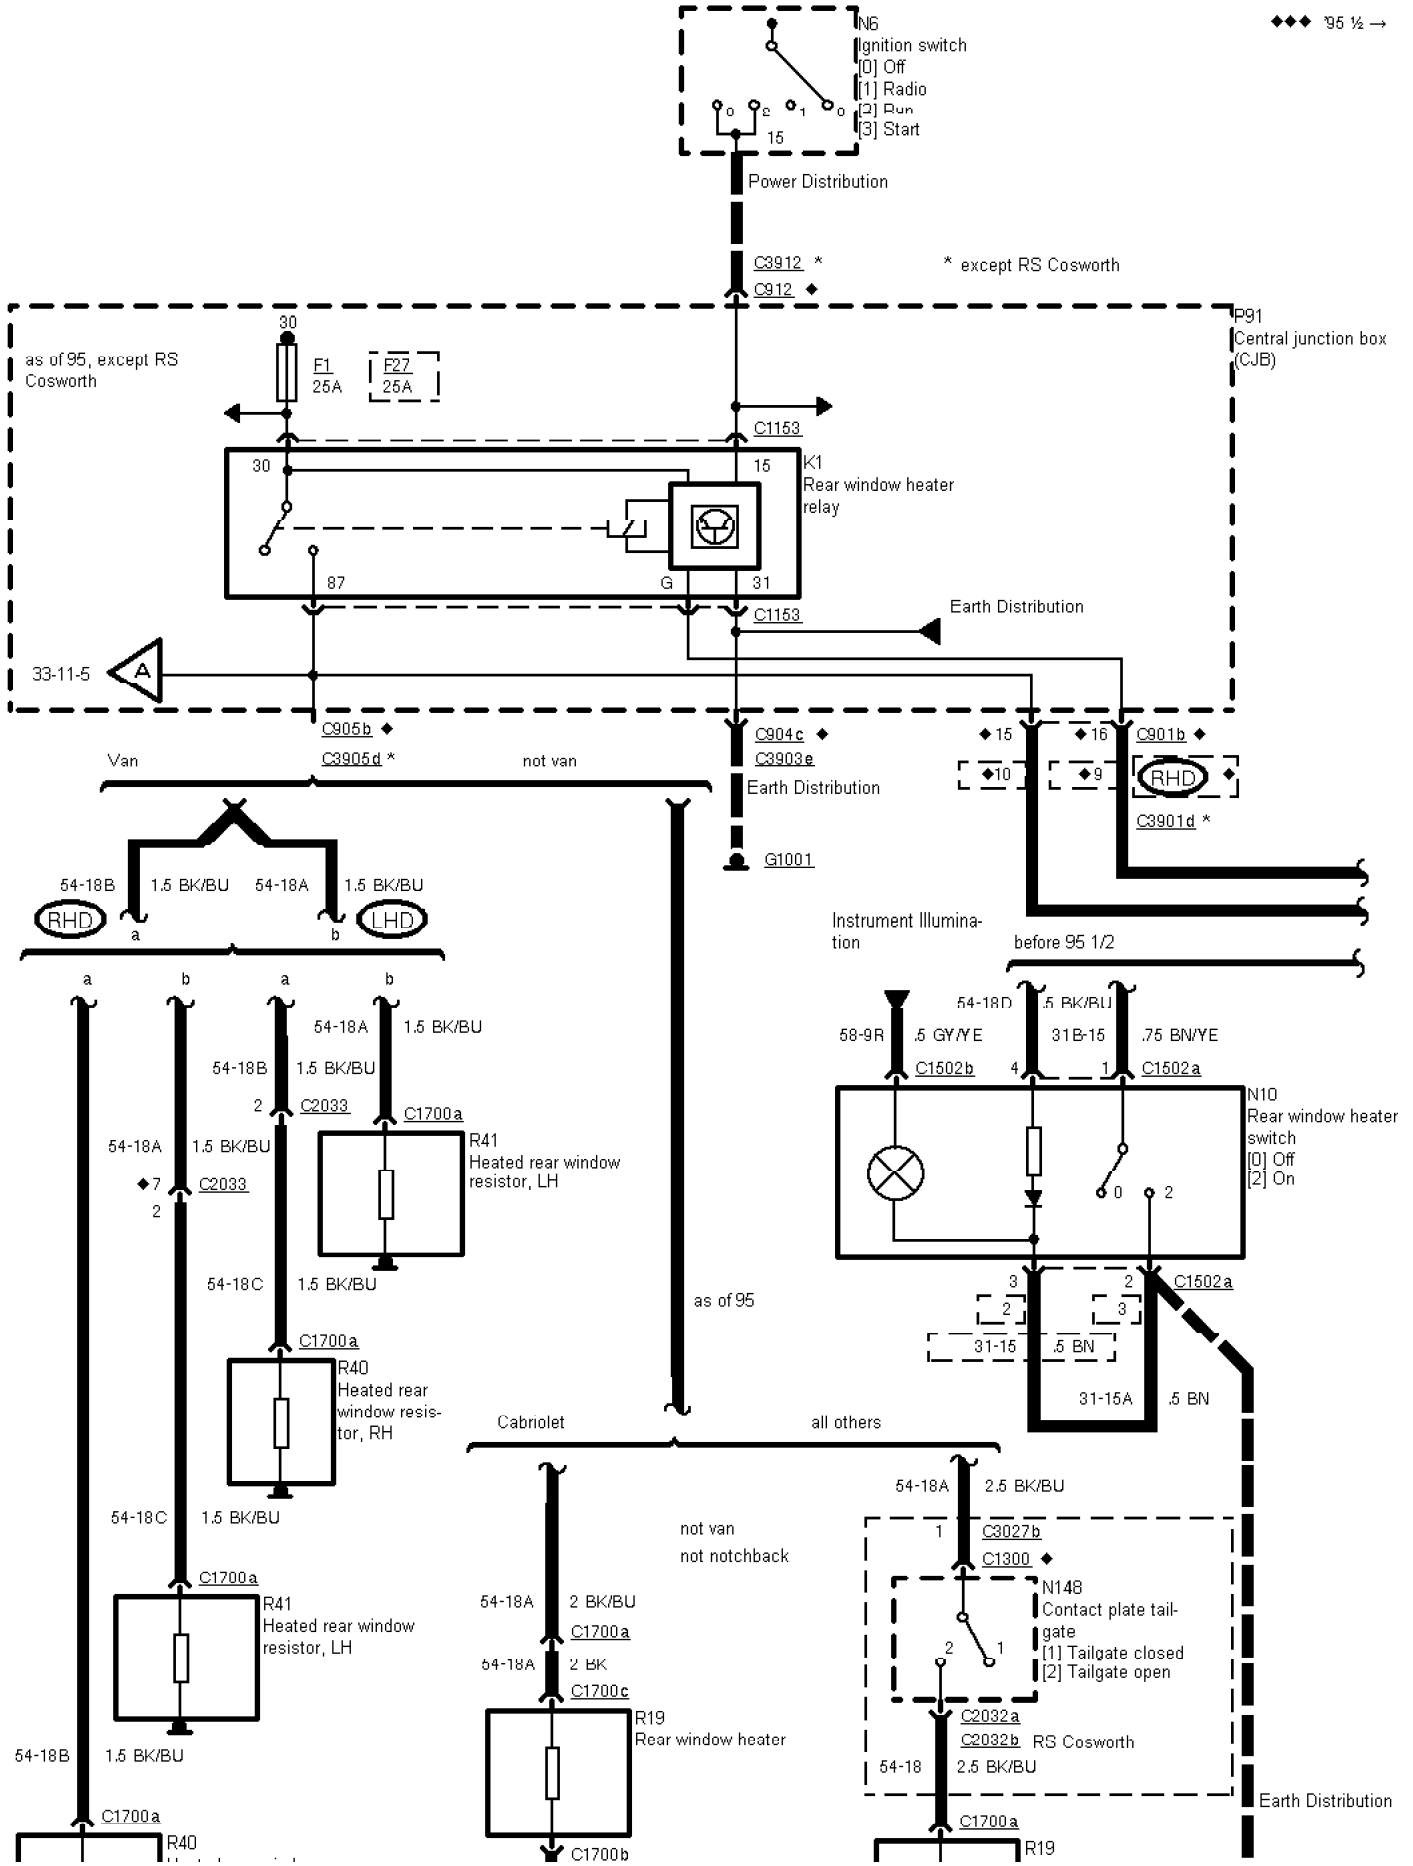 N6
Ignition switch
[0] Off
[1] Radio
[2] Run
[3] Start
◆◆◆ '95 ½ →
0 2 1 0
15
Power Distribution
C3912 *
* except RS Cosworth
C912 ◆
P91
Central junction box
(CJB)
30
as of 95, except RS
Cosworth
F1
25A
F27
25A
C1153
30
15
K1
Rear window heater
relay
87
G
31
C1153
Earth Distribution
33-11-5
A
C905b ◆
C3905d *
C904c ◆
C3903e
◆15
◆16
C901b ◆
Van
not van
◆10
◆9
RHD ◆
Earth Distribution
C3901d *
G1001
54-18B
1.5 BK/BU
54-18A
1.5 BK/BU
RHD
a
b
LHD
Instrument Illumina-
tion
before 95 1/2
a
b
a
b
54-18D
.5 BK/BU
54-18A
1.5 BK/BU
58-9R
.5 GY/YE
31B-15
.75 BN/YE
54-18B
1.5 BK/BU
C1502b
4
1
C1502a
2
C2033
C1700a
N10
Rear window heater
switch
[0] Off
[2] On
54-18A
1.5 BK/BU
R41
Heated rear window
resistor, LH
◆7
C2033
2
0
2
54-18C
1.5 BK/BU
3
2
C1502a
as of 95
2
3
C1700a
31-15
.5 BN
R40
Heated rear
window resis-
tor, RH
31-15A
.5 BN
Cabriolet
all others
54-18A
2.5 BK/BU
54-18C
1.5 BK/BU
not van
not notchback
1
C3027b
C1300 ◆
C1700a
R41
Heated rear window
resistor, LH
54-18A
2 BK/BU
C1700a
N148
Contact plate tail-
gate
[1] Tailgate closed
[2] Tailgate open
2
1
54-18A
2 BK
C1700c
R19
Rear window heater
C2032a
C2032b RS Cosworth
54-18B
1.5 BK/BU
54-18
2.5 BK/BU
Earth Distribution
C1700a
C1700a
R40
R19
C1700b